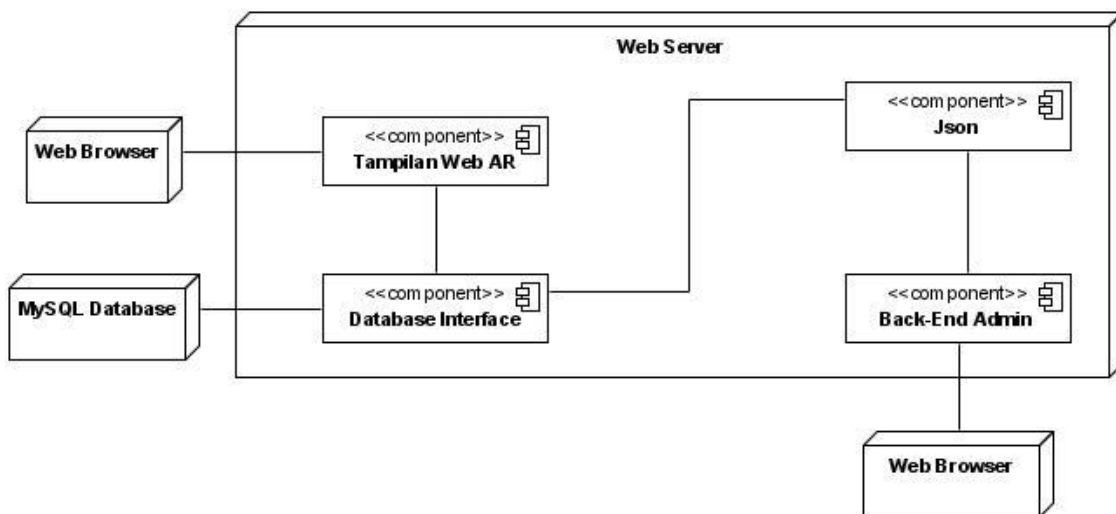 Web Server
<<component>>
Json
<<component>>
Tampilan Web AR
Web Browser
<<component>>
Database Interface
MySQL Database
<<component>>
Back-End Admin
Web Browser